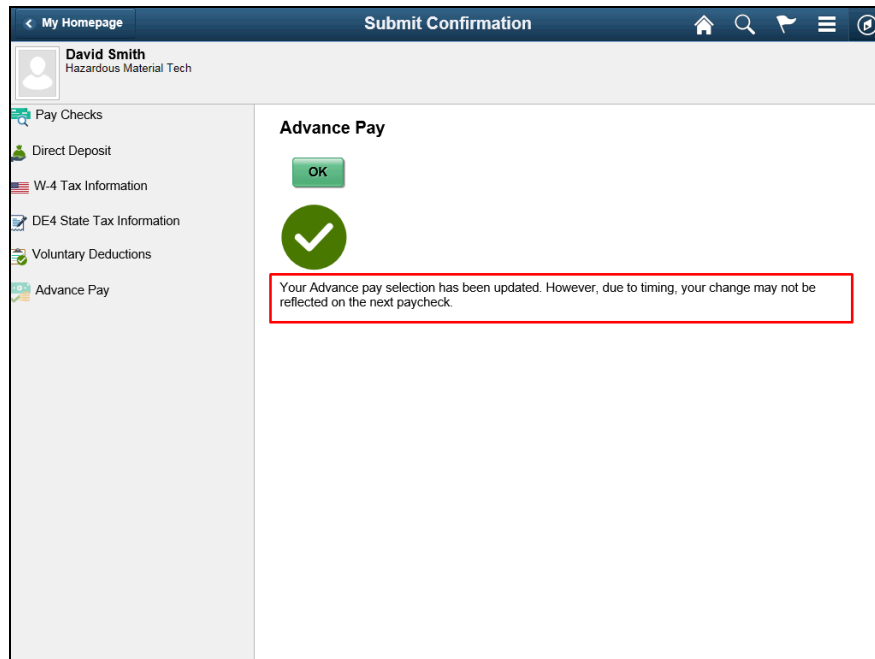 My Homepage
Submit Confirmation
David Smith
Hazardous Material Tech
Pay Checks
Direct Deposit
W-4 Tax Information
DE4 State Tax Information
Voluntary Deductions
Advance Pay
Advance Pay
OK
Your Advance pay selection has been updated. However, due to timing, your change may not be
reflected on the next paycheck.